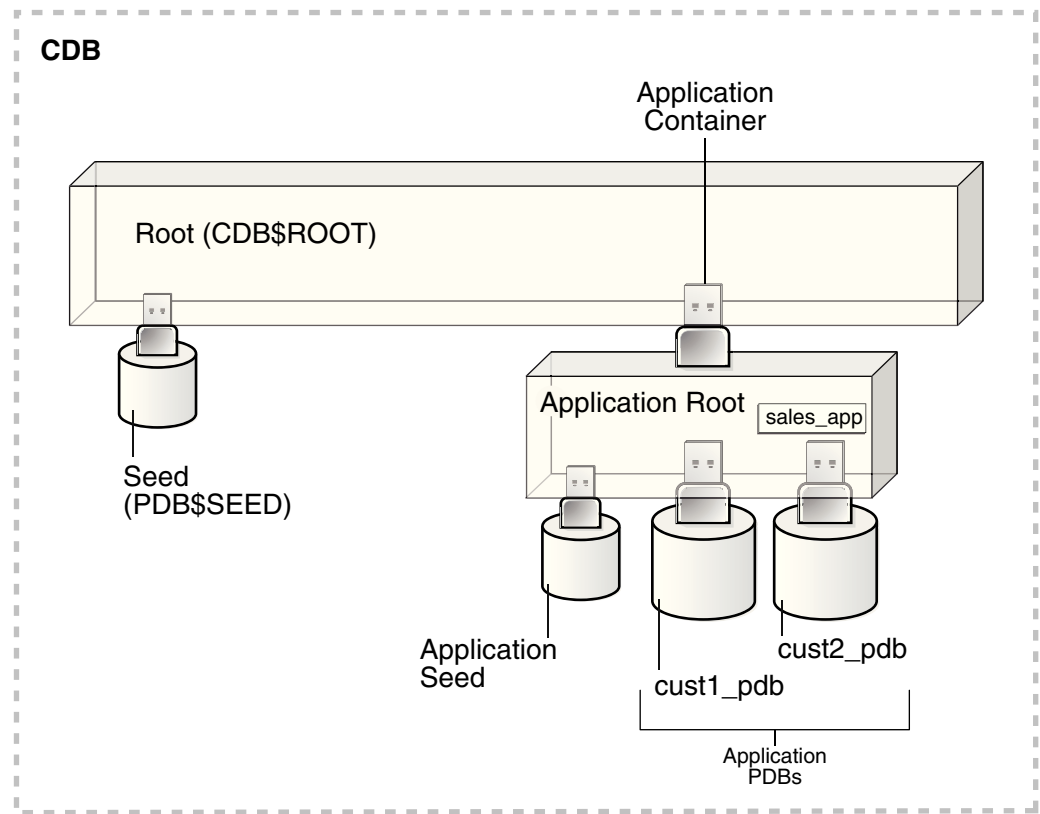 CDB
Application
Container
Root (CDB$ROOT)
Application Root
sales_app
Seed
(PDB$SEED)
Application
Seed
cust1_pdb
cust2_pdb
Application
PDBs